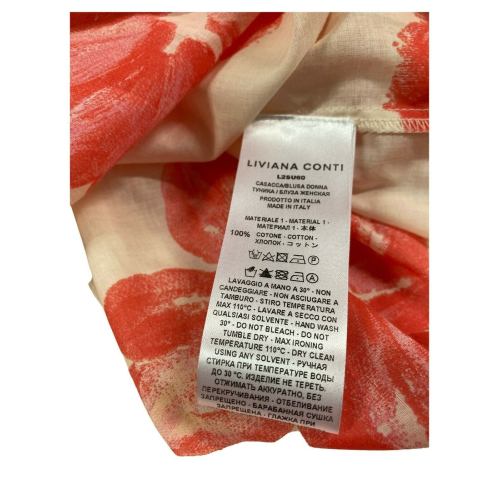 LIVIANA CONTI
L2SU60
CASACCA/BLUSA DONNA
ТУНИКА / БЛУЗА ЖЕНСКАЯ
PRODOTTO IN ITALIA
MADE IN ITALY
MATERIALE 1 - MATERIAL 1 -
МАТЕРИАЛ 1 - 本体
100% COTONE - COTTON -
ХЛОПОК - コットン
LAVAGGIO A MANO A 30° - NON
CANDEGGIARE - NON ASCIUGARE A
TAMBURO - STIRO TEMPERATURA
MAX 110°C - LAVARE A SECCO CON
QUALSIASI SOLVENTE - HAND WASH
30° - DO NOT BLEACH - DO NOT
TUMBLE DRY - MAX IRONING
TEMPERATURE 110°C - DRY CLEAN
USING ANY SOLVENT - РУЧНАЯ
СТИРКА ПРИ ТЕМПЕРАТУРЕ ВОДЫ
ДО 30 °C. ИЗДЕЛИЕ НЕ ТЕРЕТЬ.
ОТЖИМАТЬ АККУРАТНО, БЕЗ
ПЕРЕКРУЧИВАНИЯ - ОТБЕЛИВАНИЕ
ЗАПРЕЩЕНО - БАРАБАННАЯ СУШКА
ЗАПРЕЩЕНА - ГЛАЖКА ПРИ